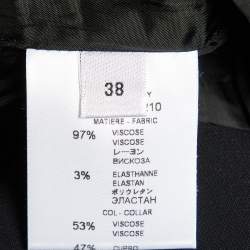 38
Y
210
MATIERE - FABRIC
97% VISCOSE
VISCOSE
レーヨン
ВИСКОЗА
3% ELASTHANNE
ELASTAN
ポリウレタン
ЭЛАСТАН
COL - COLLAR
53% VISCOSE
VISCOSE
47%